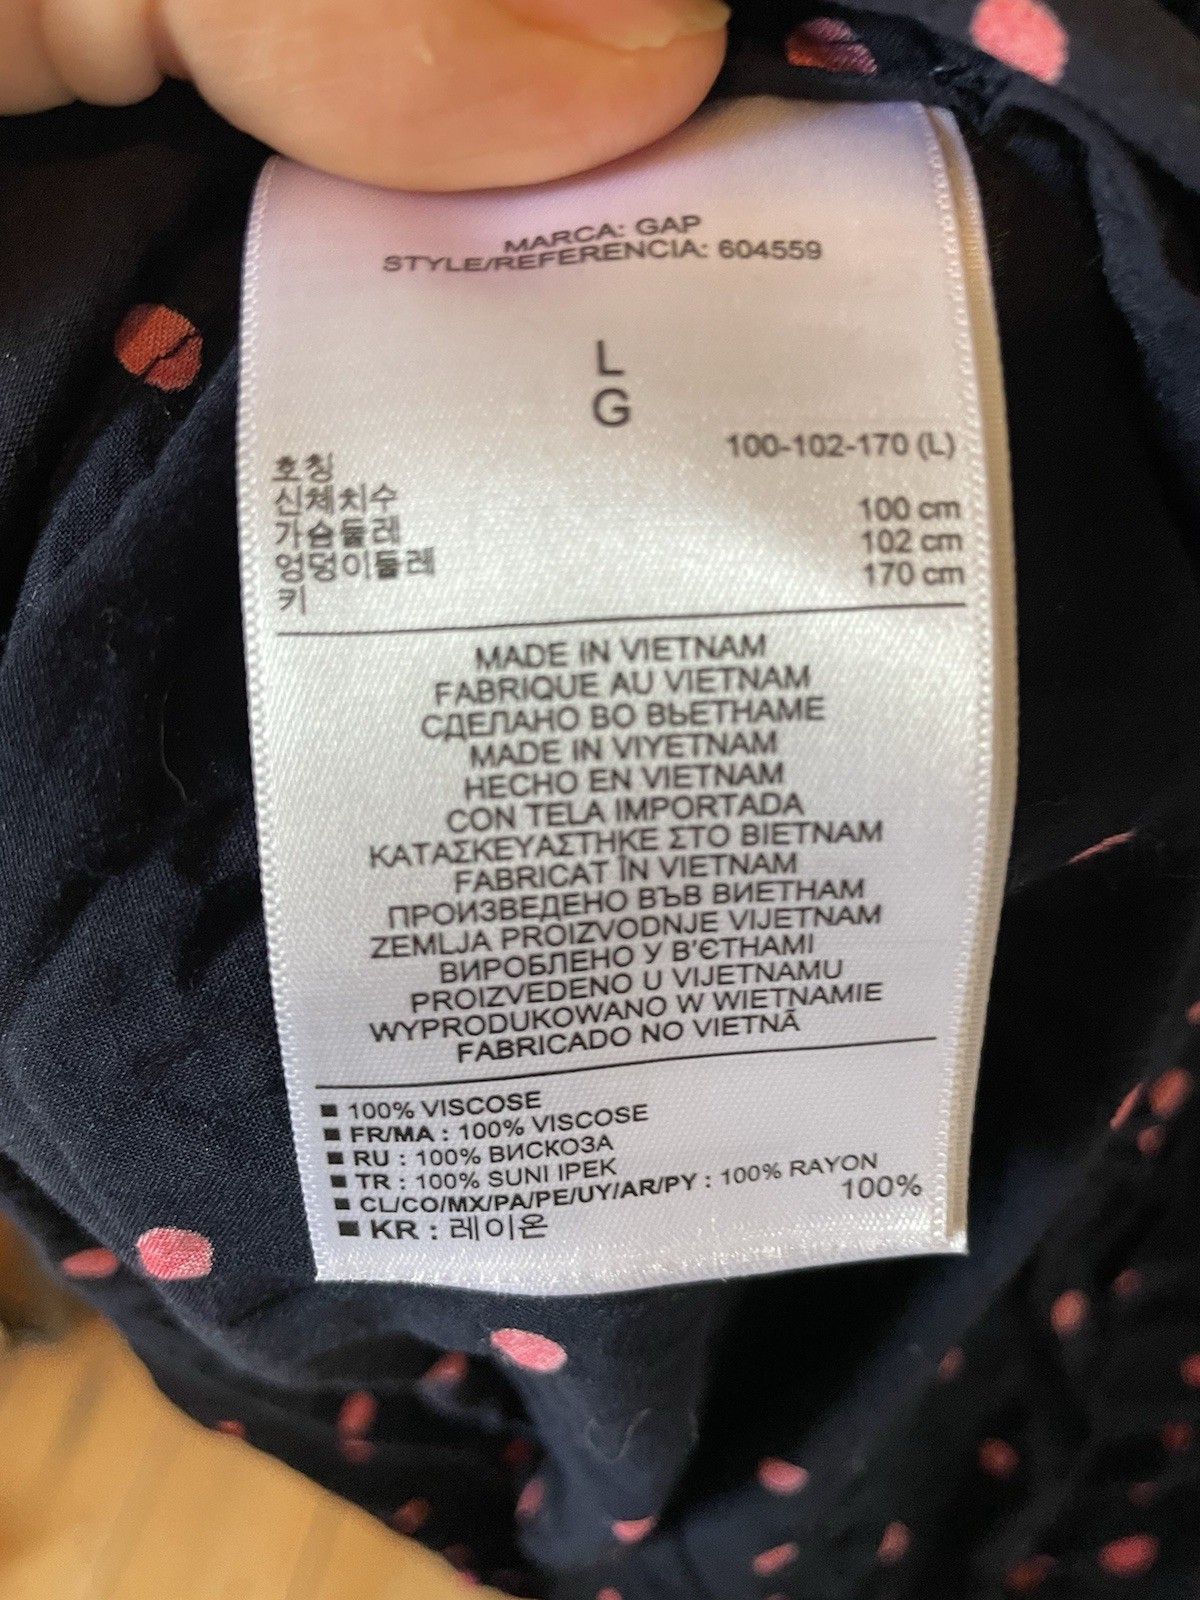 MARCA: GAP
STYLE/REFERENCIA: 604559
L
G
호칭 100-102-170 (L)
신체치수
가슴둘레 100 cm
엉덩이둘레 102 cm
키 170 cm
MADE IN VIETNAM
FABRIQUE AU VIETNAM
СДЕЛАНО ВО ВЬЕТНАМЕ
MADE IN VIYETNAM
HECHO EN VIETNAM
CON TELA IMPORTADA
ΚΑΤΑΣΚΕΥΑΣΤΗΚΕ ΣΤΟ ΒΙΕΤΝΑΜ
FABRICAT ÎN VIETNAM
ПРОИЗВЕДЕНО ВЪВ ВИЕТНАМ
ZEMLJA PROIZVODNJE VIJETNAM
ВИРОБЛЕНО У В'ЄТНАМІ
PROIZVEDENO U VIJETNAMU
WYPRODUKOWANO W WIETNAMIE
FABRICADO NO VIETNÃ
■ 100% VISCOSE
■ FR/MA : 100% VISCOSE
■ RU : 100% ВИСКОЗА
■ TR : 100% SUNI IPEK
■ CL/CO/MX/PA/PE/UY/AR/PY : 100% RAYON
■ KR : 레이온 100%